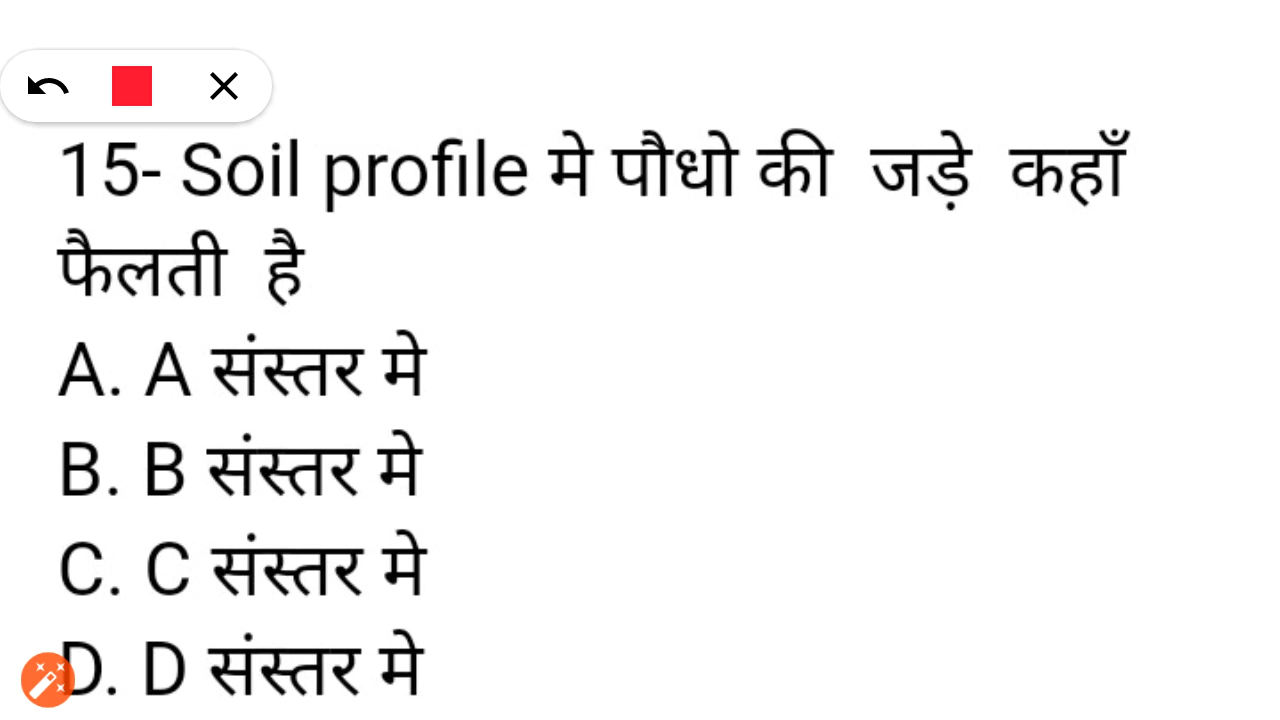 15- Soil profile मे पौधो की जड़े कहाँ
फैलती है
A. A संस्तर मे
B. B संस्तर मे
C. C संस्तर मे
D. D संस्तर मे